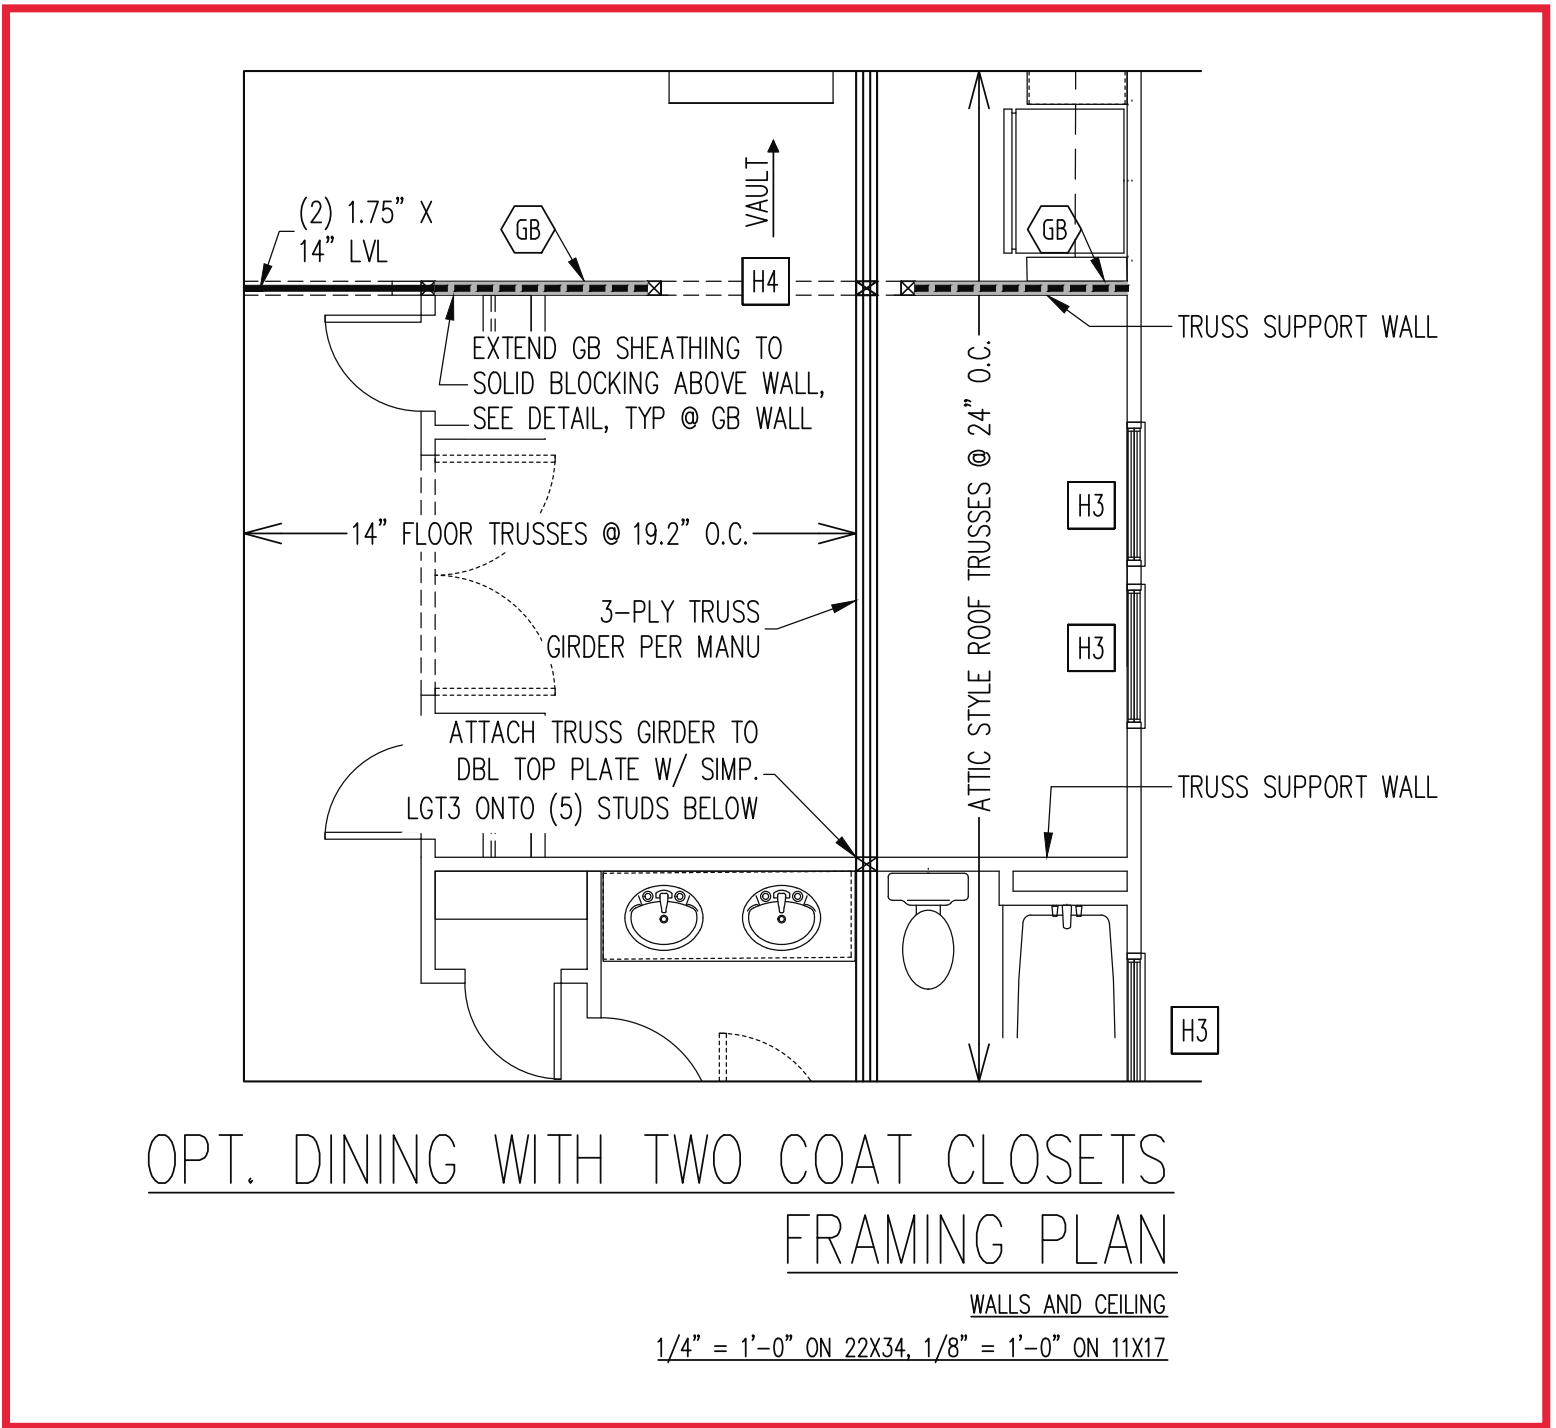 VAULT
(2) 1.75” X
14” LVL
GB
GB
H4
TRUSS SUPPORT WALL
EXTEND GB SHEATHING TO
SOLID BLOCKING ABOVE WALL,
SEE DETAIL, TYP @ GB WALL
ATTIC STYLE ROOF TRUSSES @ 24” O.C.
H3
14” FLOOR TRUSSES @ 19.2” O.C.
3-PLY TRUSS
GIRDER PER MANU
H3
ATTACH TRUSS GIRDER TO
DBL TOP PLATE W/ SIMP.
LGT3 ONTO (5) STUDS BELOW
TRUSS SUPPORT WALL
H3
OPT. DINING WITH TWO COAT CLOSETS
FRAMING PLAN
WALLS AND CEILING
1/4” = 1'-0” ON 22X34, 1/8” = 1'-0” ON 11X17